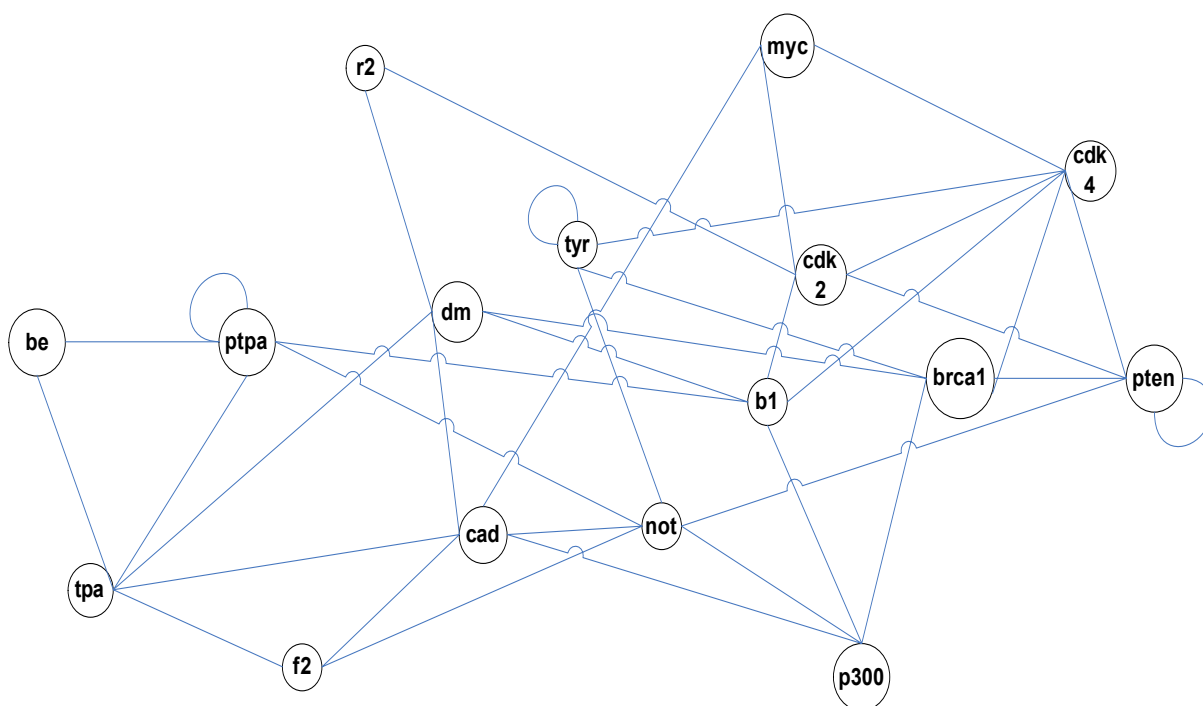 myc
r2
cdk
4
tyr
cdk
2
dm
be
ptpa
brca1
pten
b1
cad
not
tpa
f2
p300